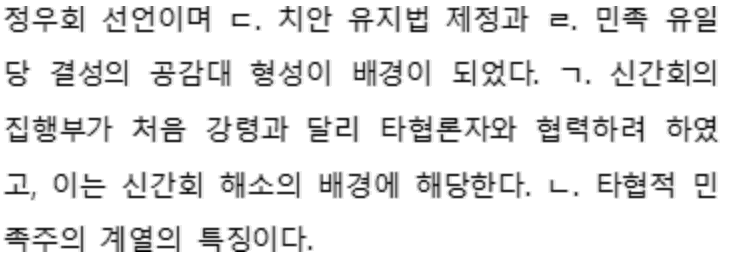 정우회 선언이며 ㄷ. 치안 유지법 제정과 ㄹ. 민족 유일
당 결성의 공감대 형성이 배경이 되었다. ㄱ. 신간회의
집행부가 처음 강령과 달리 타협론자와 협력하려 하였
고, 이는 신간회 해소의 배경에 해당한다. ㄴ. 타협적 민
족주의 계열의 특징이다.